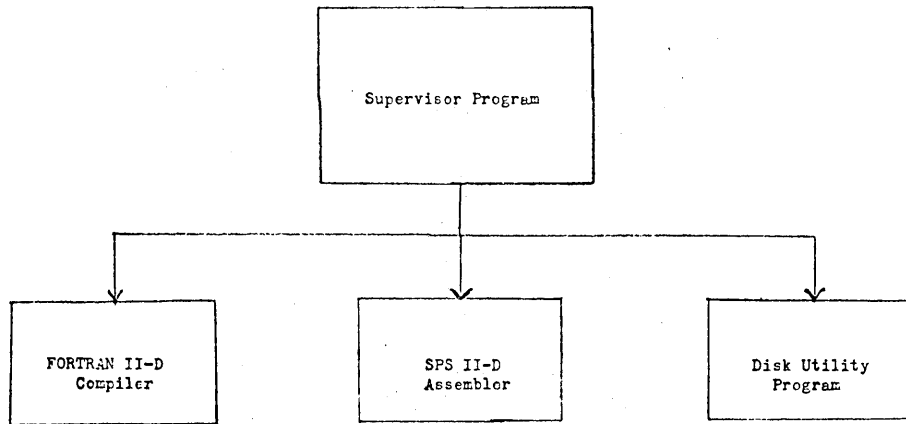 Supervisor Program
FORTRAN II-D
Compiler
SPS II-D
Assembler
Disk Utility
Program